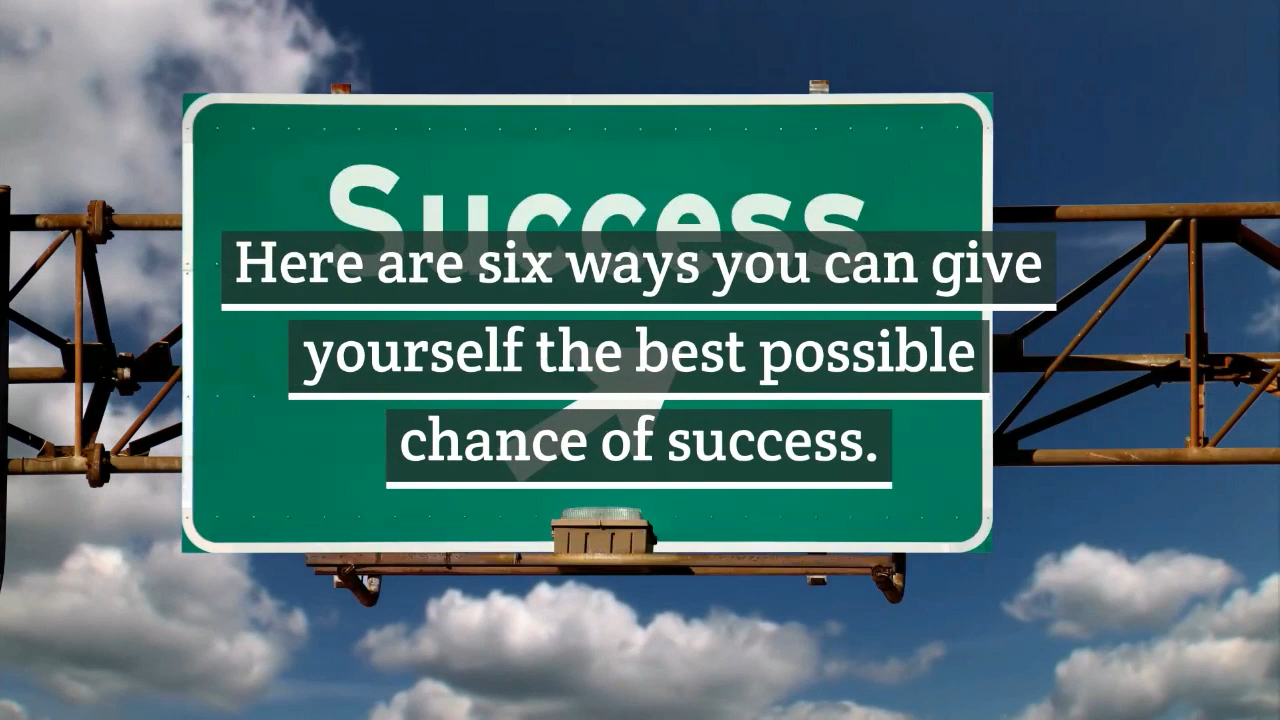 Success
Here are six ways you can give
yourself the best possible
chance of success.